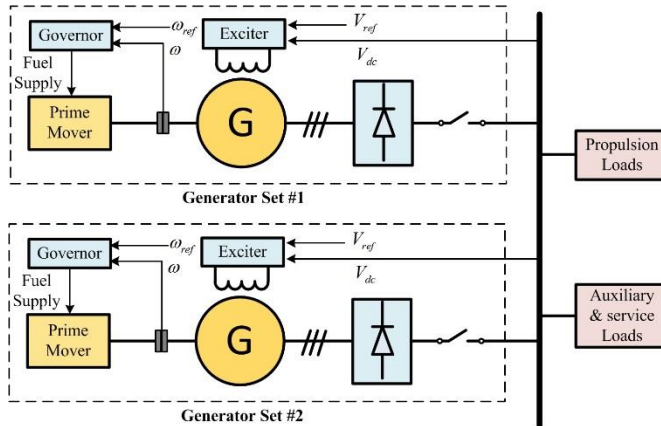 Governor
ω_ref
ω
Exciter
V_ref
V_dc
Fuel
Supply
Prime
Mover
G
Generator Set #1
Propulsion
Loads
Governor
ω_ref
ω
Exciter
V_ref
V_dc
Fuel
Supply
Prime
Mover
G
Generator Set #2
Auxiliary
& service
Loads